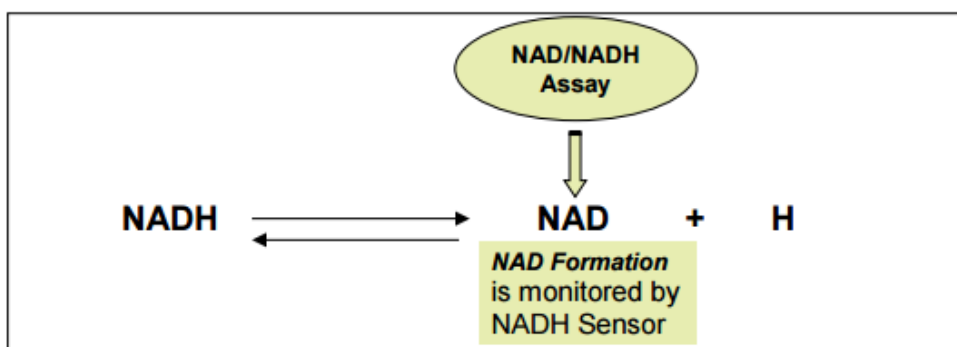 NAD/NADH
Assay
NADH NAD + H
NAD Formation
is monitored by
NADH Sensor